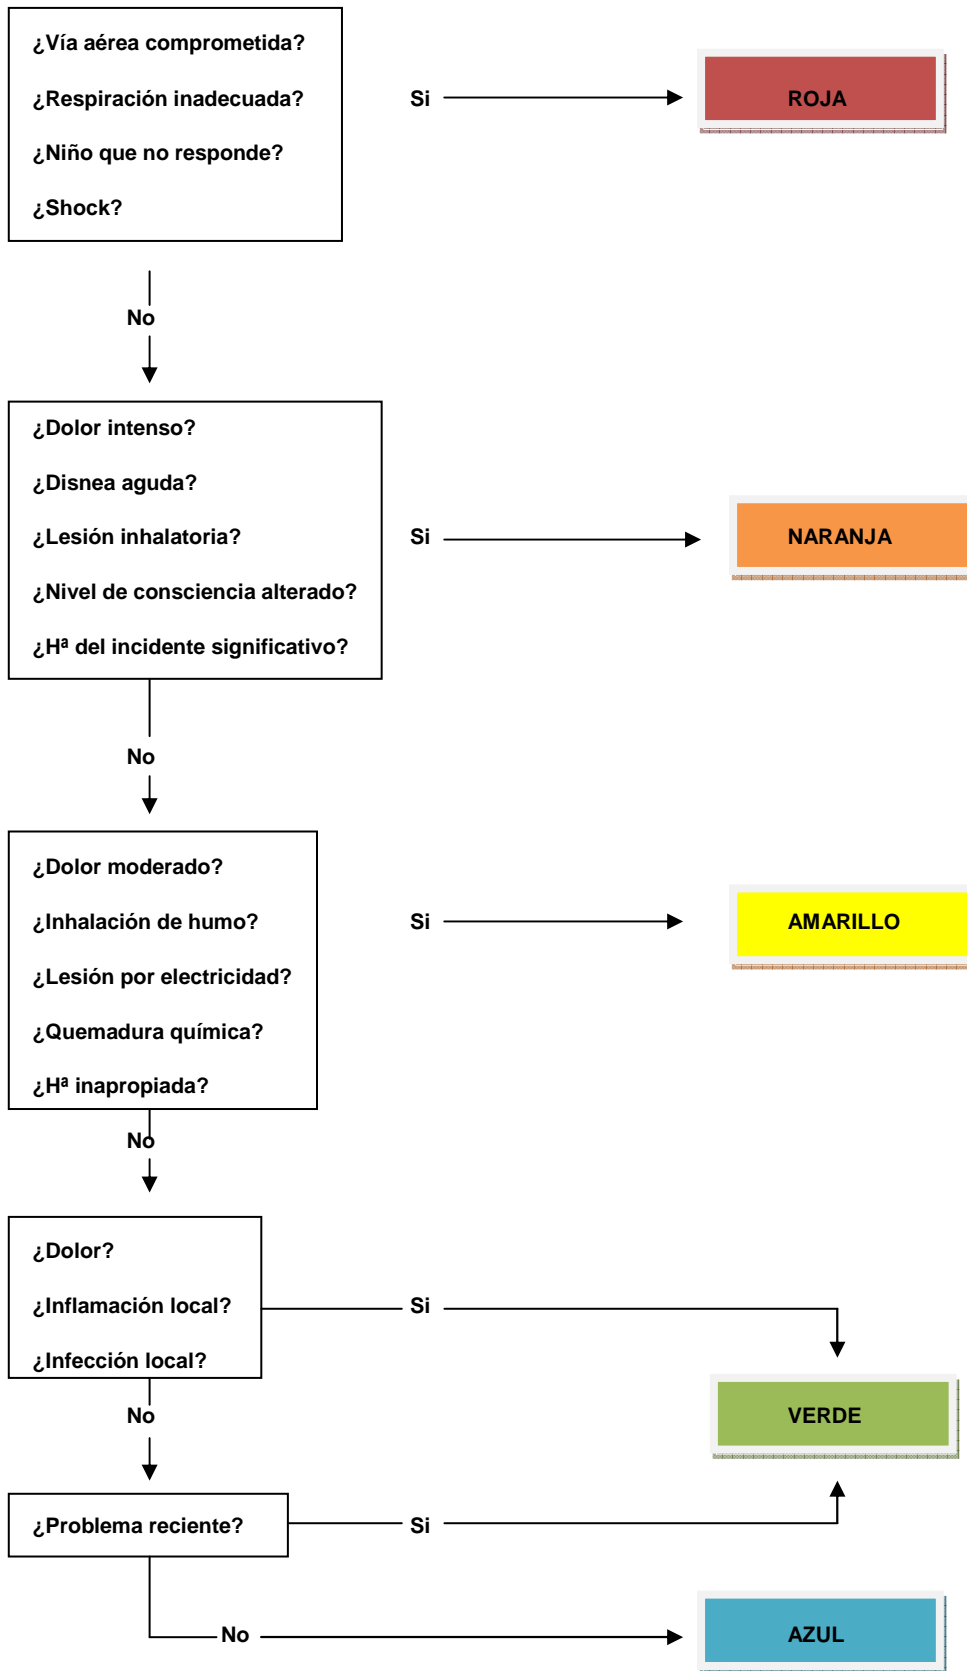 ¿Vía aérea comprometida?
¿Respiración inadecuada?
¿Niño que no responde?
¿Shock?
Si
ROJA
No
¿Dolor intenso?
¿Disnea aguda?
¿Lesión inhalatoria?
¿Nivel de consciencia alterado?
¿Hª del incidente significativo?
Si
NARANJA
No
¿Dolor moderado?
¿Inhalación de humo?
¿Lesión por electricidad?
¿Quemadura química?
¿Hª inapropiada?
Si
AMARILLO
No
¿Dolor?
¿Inflamación local?
¿Infección local?
Si
VERDE
No
¿Problema reciente?
Si
No
AZUL